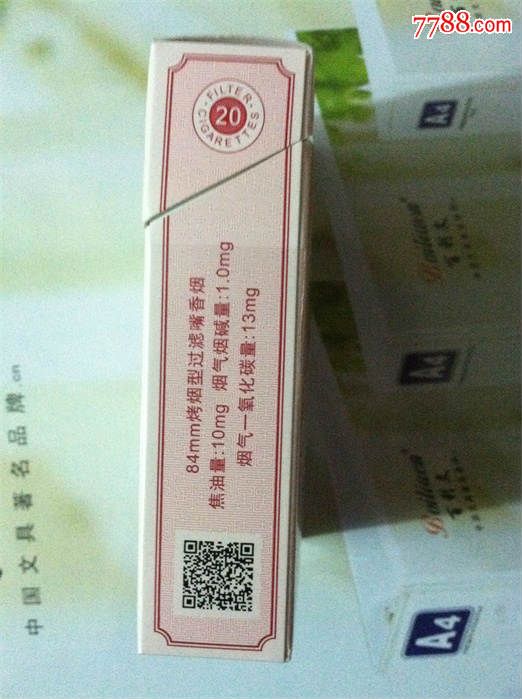 7788.com
FILTER
20
CIGARETTES
84mm烤烟型过滤嘴香烟
焦油量:10mg 烟气烟碱量:1.0mg
烟气一氧化碳量:13mg
中国文具著名品牌.cn
A4
A4
A4